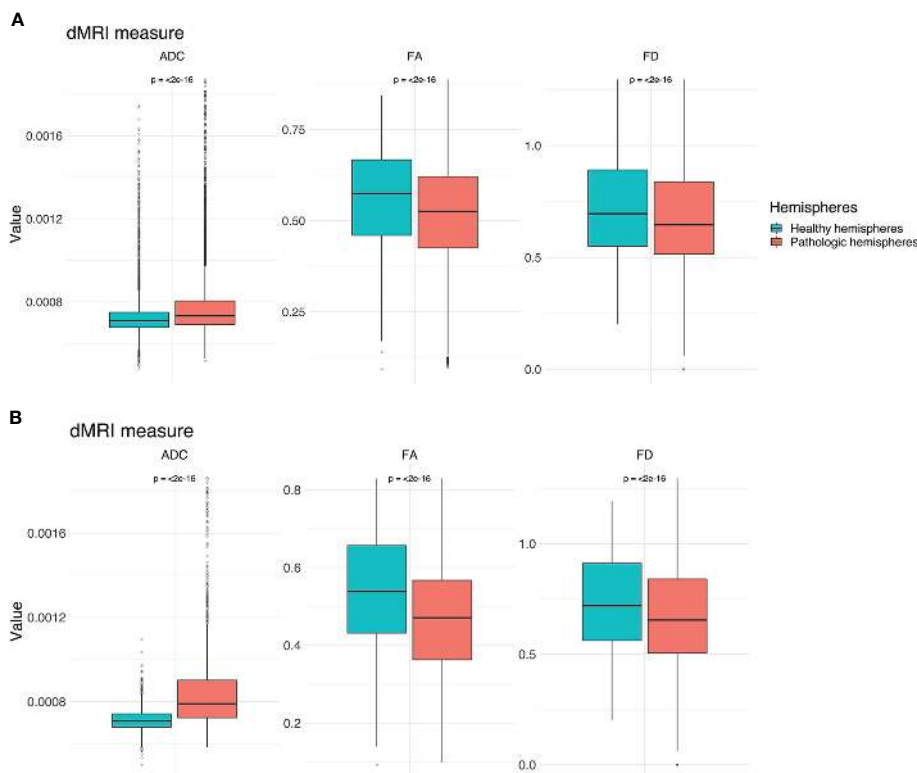 A
dMRI measure
ADC FA FD
p = <2e-16 p = <2e-16 p = <2e-16
0.0016
0.0012
0.0008
Value
0.75
0.50
0.25
1.0
0.5
0.0
Hemispheres
Healthy hemispheres
Pathologic hemispheres
B
dMRI measure
ADC FA FD
p = <2e-16 p = <2e-16 p = <2e-16
0.0016
0.0012
0.0008
Value
0.8
0.6
0.4
0.2
1.0
0.5
0.0